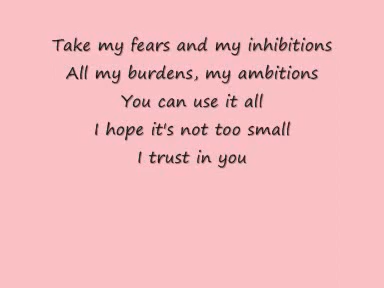 Take my fears and my inhibitions
All my burdens, my ambitions
You can use it all
I hope it's not too small
I trust in you